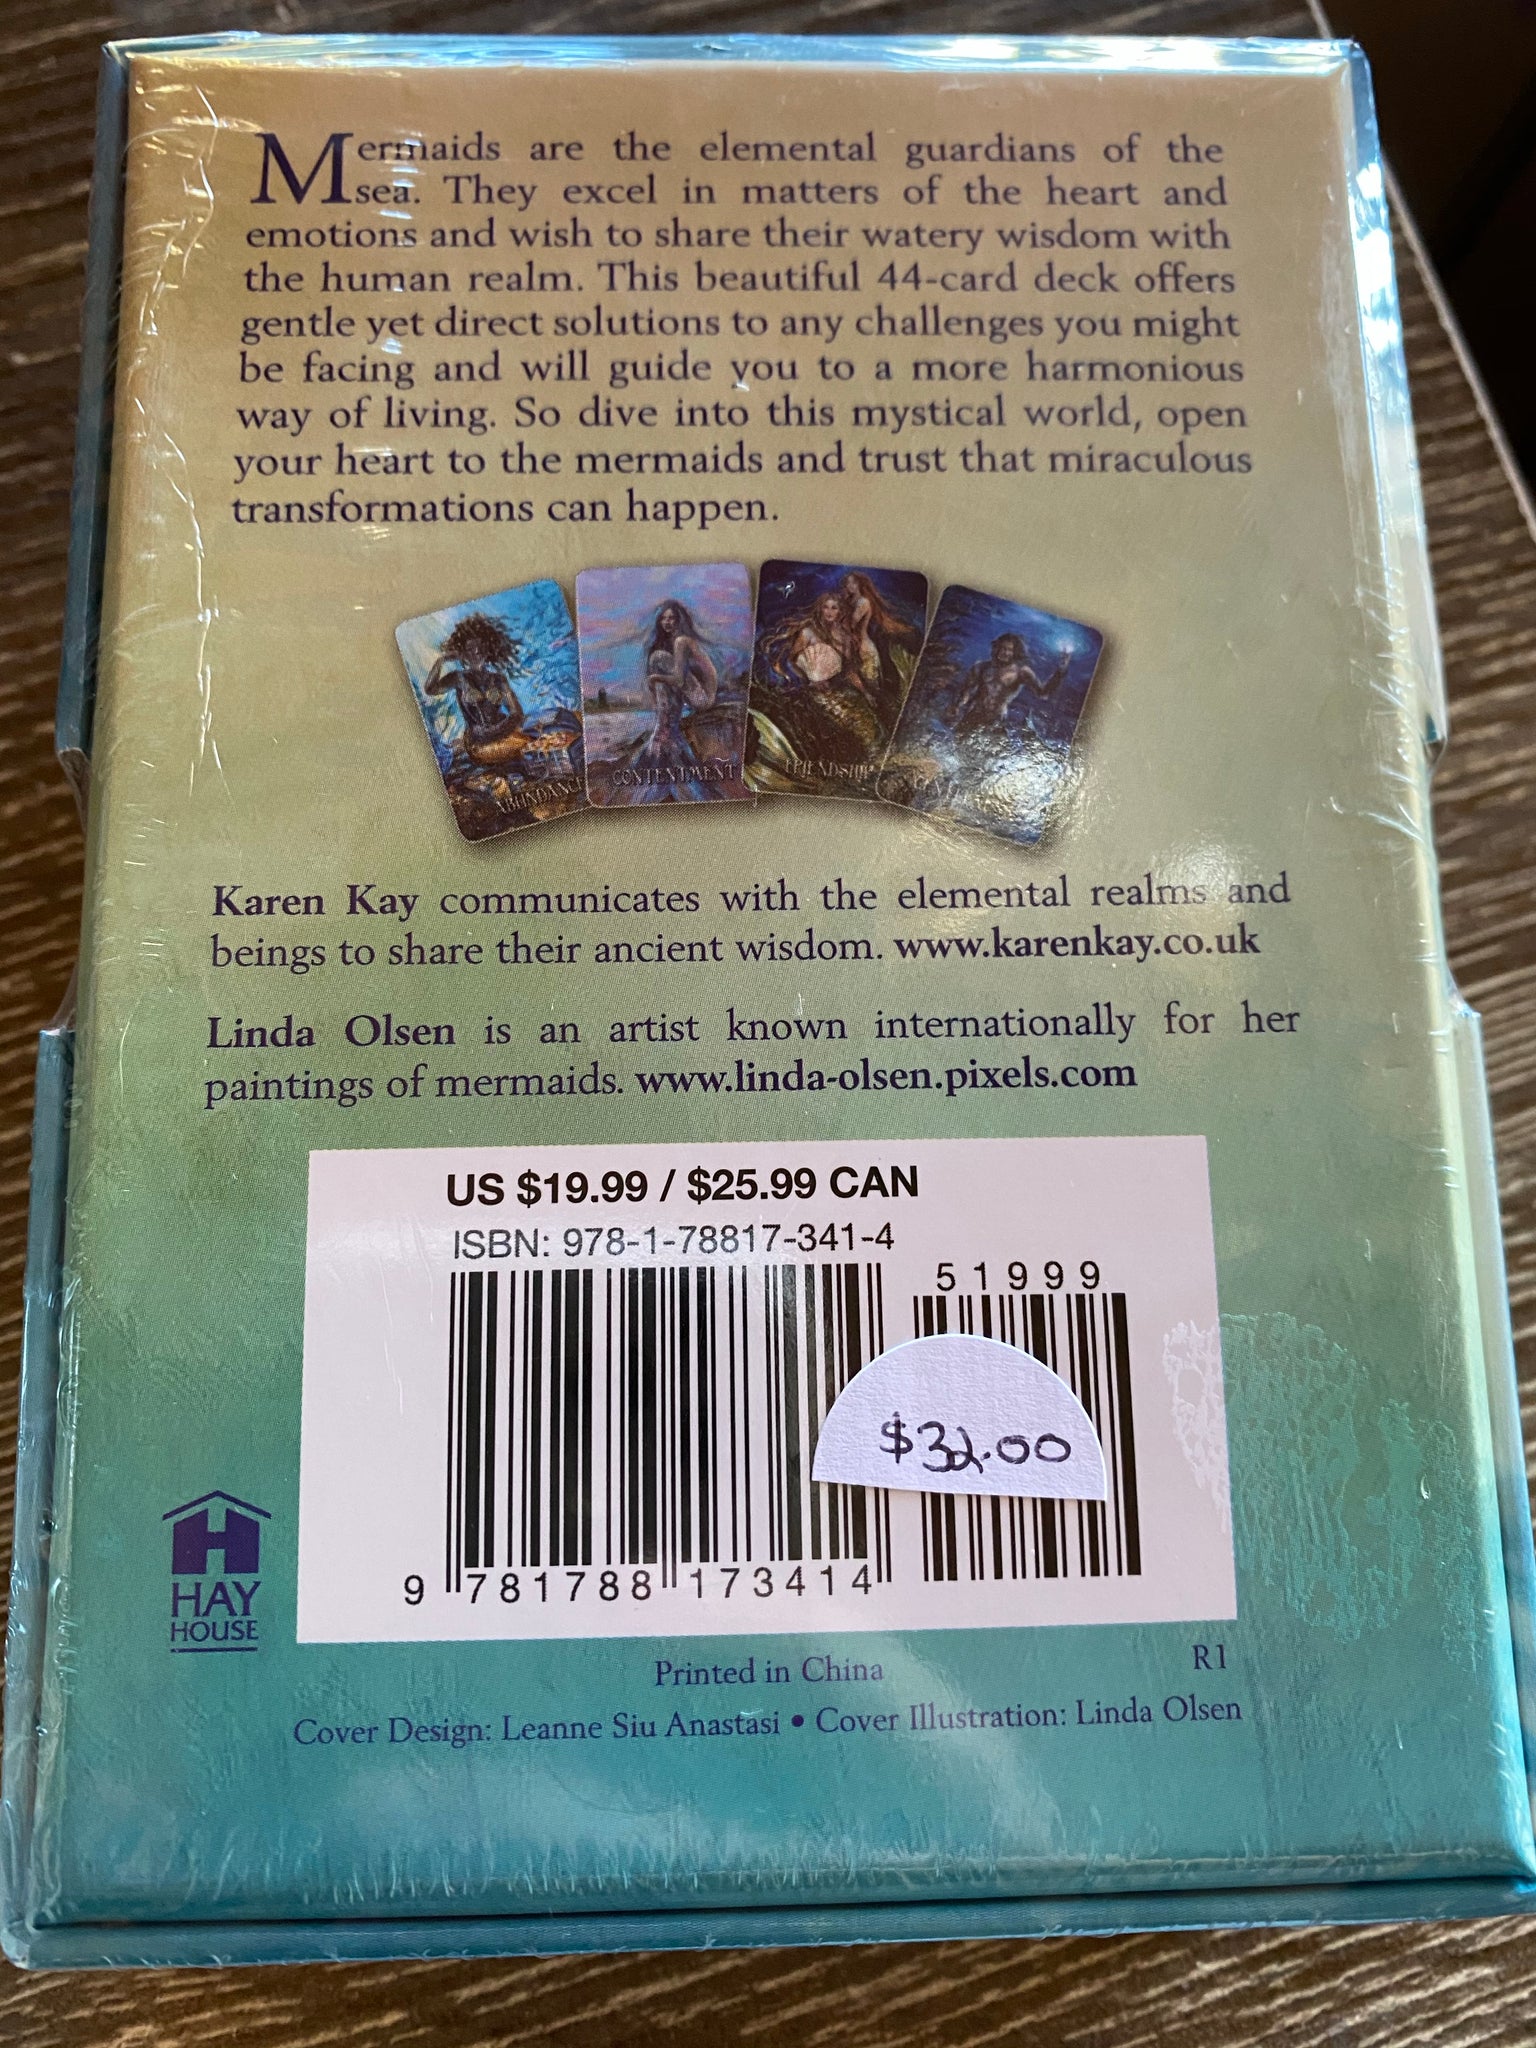 Mermaids are the elemental guardians of the
sea. They excel in matters of the heart and
emotions and wish to share their watery wisdom with
the human realm. This beautiful 44-card deck offers
gentle yet direct solutions to any challenges you might
be facing and will guide you to a more harmonious
way of living. So dive into this mystical world, open
your heart to the mermaids and trust that miraculous
transformations can happen.
ABUNDANCE
CONTENTMENT
FRIENDSHIP
Karen Kay communicates with the elemental realms and
beings to share their ancient wisdom. www.karenkay.co.uk
Linda Olsen is an artist known internationally for her
paintings of mermaids. www.linda-olsen.pixels.com
US $19.99 / $25.99 CAN
ISBN: 978-1-78817-341-4
51999
$32.00
9 781788 173414
HAY
HOUSE
Printed in China
R1
Cover Design: Leanne Siu Anastasi • Cover Illustration: Linda Olsen